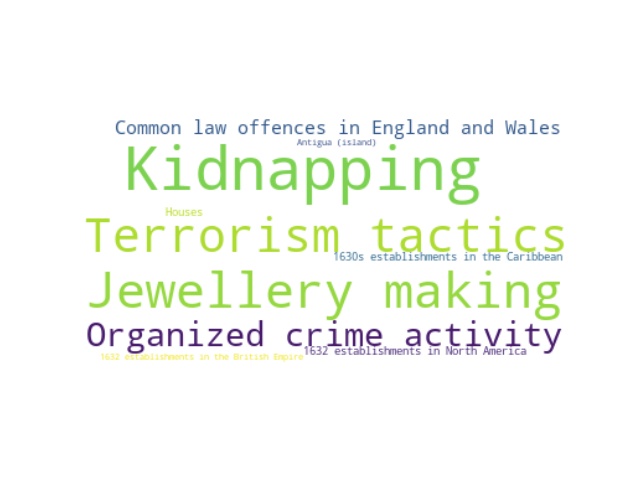 Common law offences in England and Wales
Antigua (island)
Kidnapping
Houses
Terrorism tactics
1630s establishments in the Caribbean
Jewellery making
Organized crime activity
1632 establishments in North America
1632 establishments in the British Empire